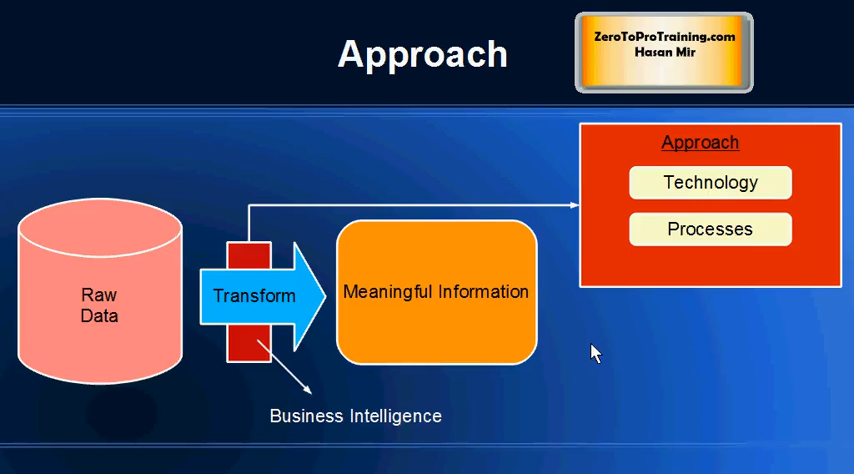 Approach
ZeroToProTraining.com
Hasan Mir
Approach
Technology
Processes
Raw
Data
Transform
Meaningful Information
Business Intelligence